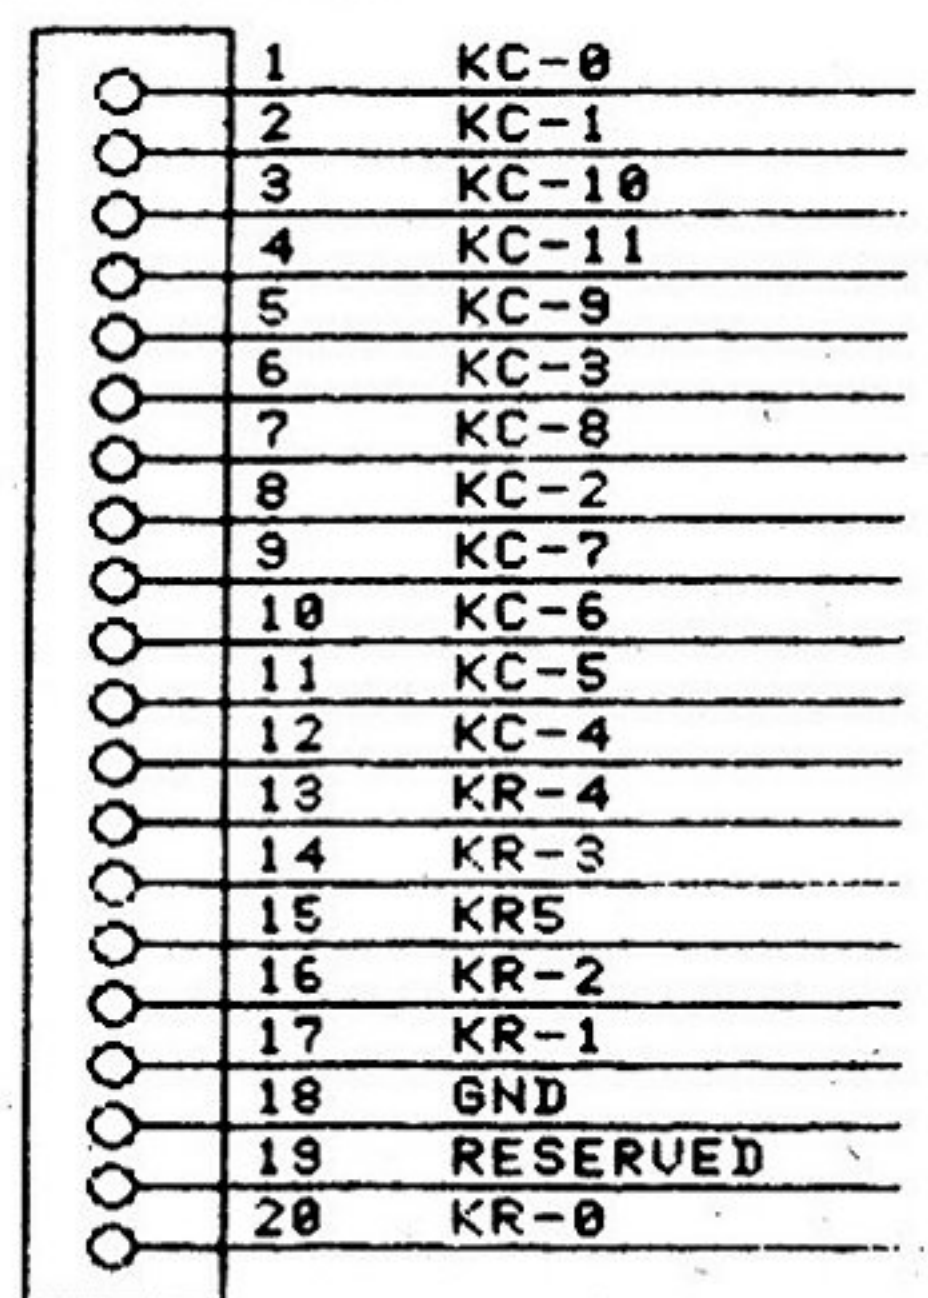 1 KC-0
2 KC-1
3 KC-10
4 KC-11
5 KC-9
6 KC-3
7 KC-8
8 KC-2
9 KC-7
10 KC-6
11 KC-5
12 KC-4
13 KR-4
14 KR-3
15 KR5
16 KR-2
17 KR-1
18 GND
19 RESERVED
20 KR-0